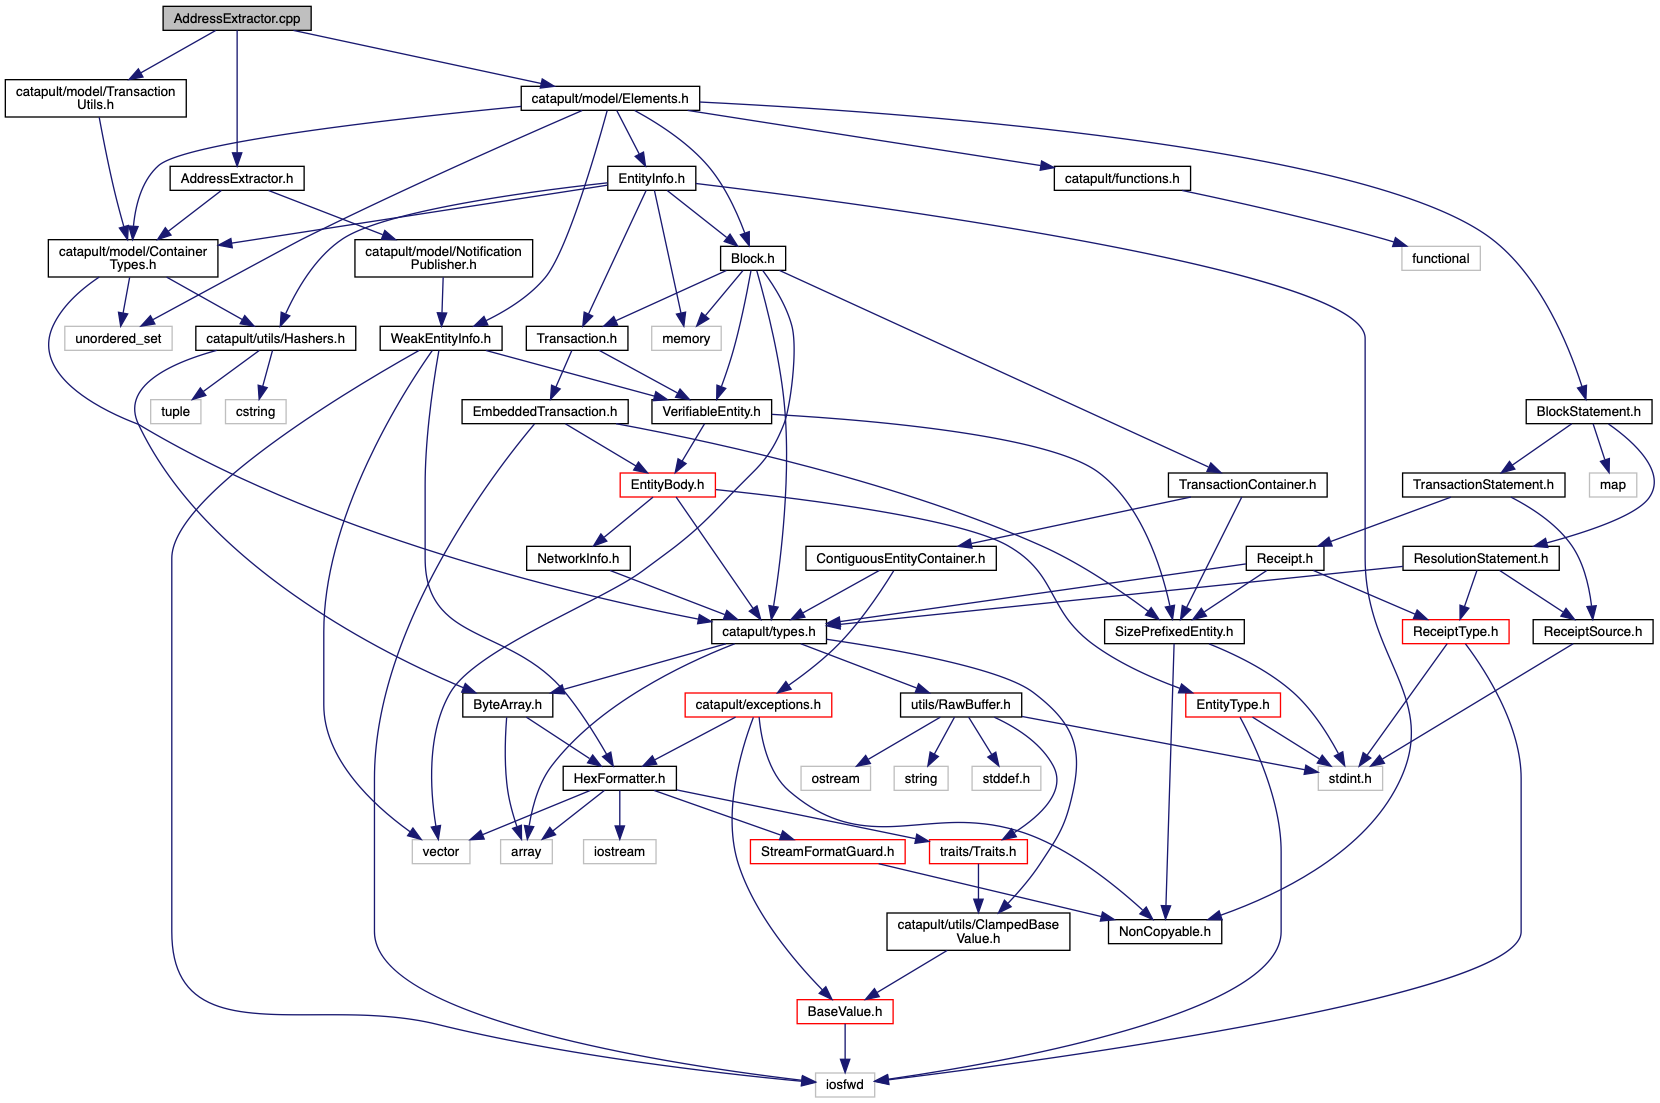 AddressExtractor.cpp
catapult/model/Transaction
Utils.h
catapult/model/Elements.h
AddressExtractor.h
EntityInfo.h
catapult/functions.h
catapult/model/Container
Types.h
catapult/model/Notification
Publisher.h
Block.h
functional
unordered_set
catapult/utils/Hashers.h
WeakEntityInfo.h
Transaction.h
memory
tuple
cstring
EmbeddedTransaction.h
VerifiableEntity.h
BlockStatement.h
EntityBody.h
TransactionContainer.h
TransactionStatement.h
map
NetworkInfo.h
ContiguousEntityContainer.h
Receipt.h
ResolutionStatement.h
catapult/types.h
SizePrefixedEntity.h
ReceiptType.h
ReceiptSource.h
ByteArray.h
catapult/exceptions.h
utils/RawBuffer.h
EntityType.h
HexFormatter.h
ostream
string
stddef.h
stdint.h
vector
array
iostream
StreamFormatGuard.h
traits/Traits.h
catapult/utils/ClampedBase
Value.h
NonCopyable.h
BaseValue.h
iosfwd